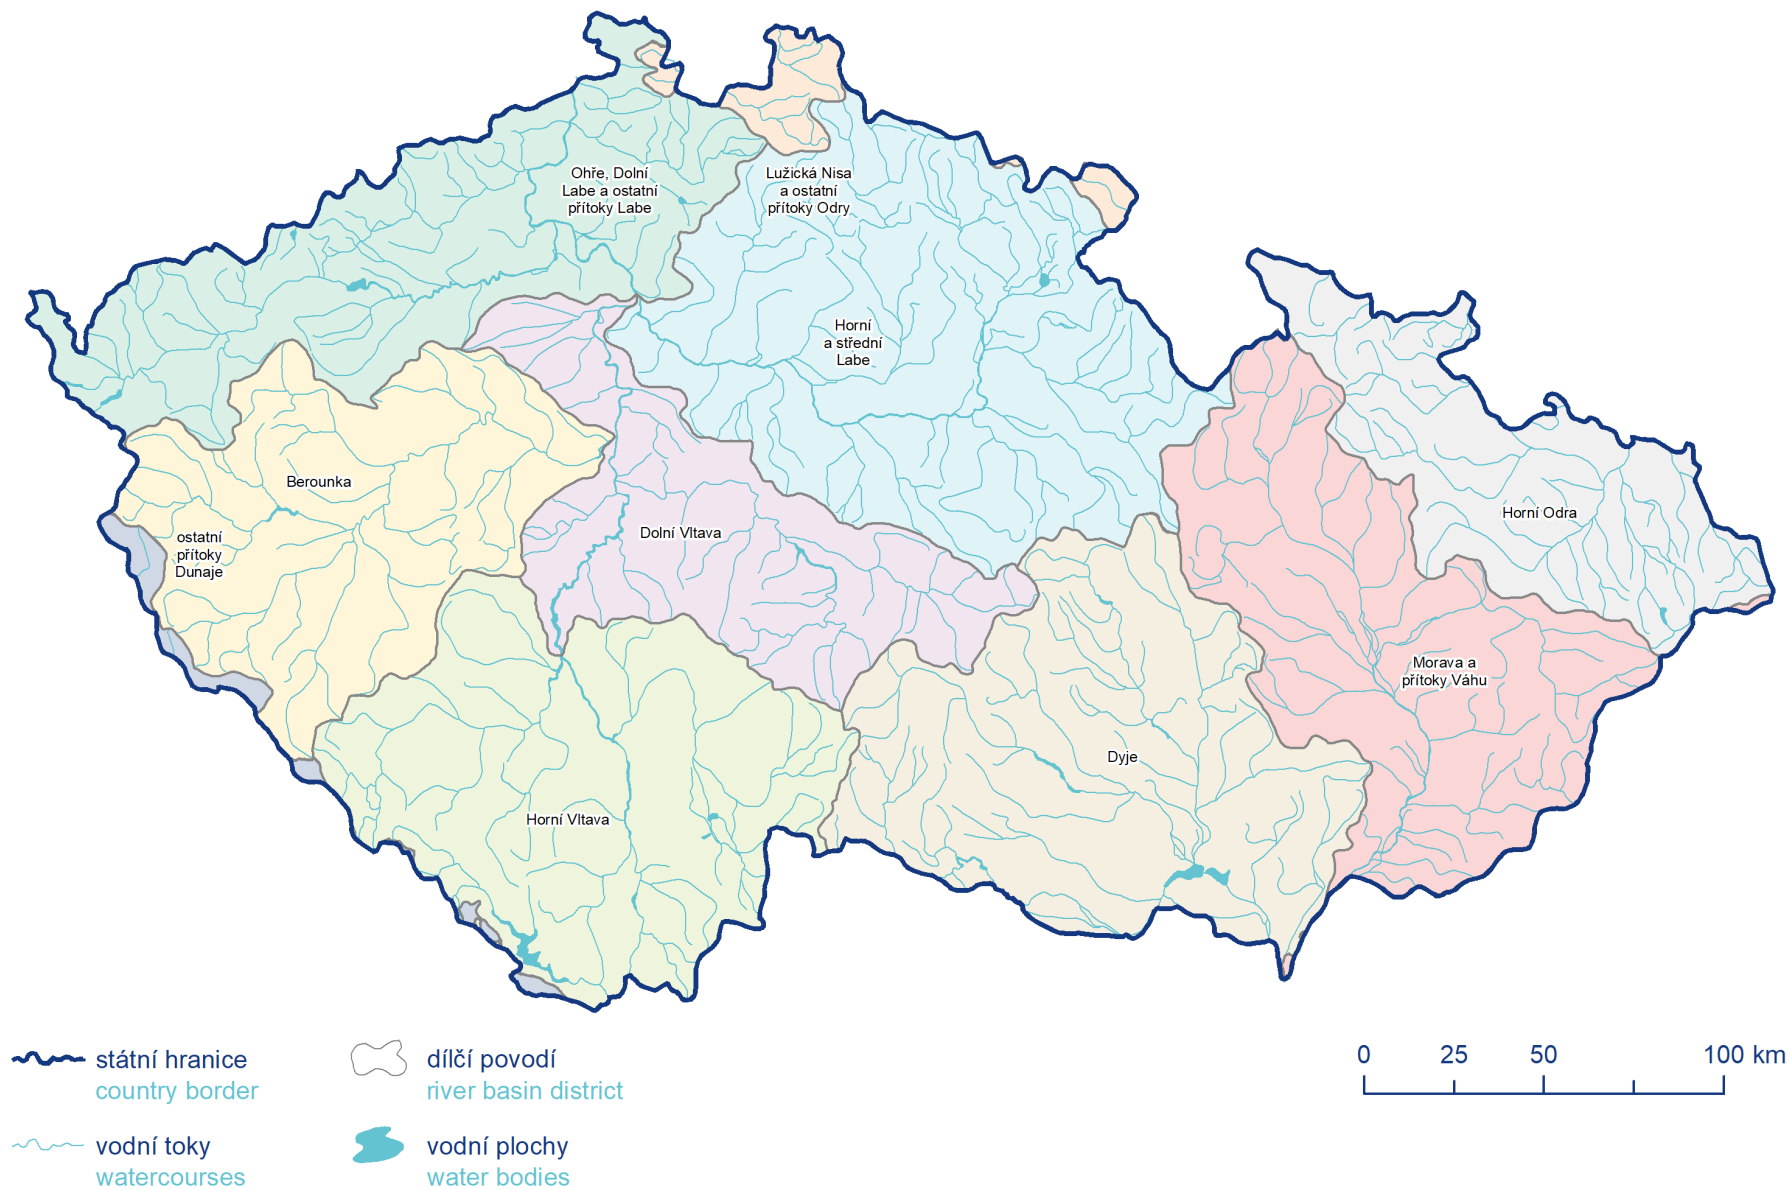 Ohře, Dolní
Labe a ostatní
přítoky Labe
Lužická Nisa
a ostatní
přítoky Odry
Horní
a střední
Labe
Berounka
ostatní
přítoky
Dunaje
Dolní Vltava
Horní Odra
Morava a
přítoky Váhu
Dyje
Horní Vltava
státní hranice
country border
dílčí povodí
river basin district
vodní toky
watercourses
vodní plochy
water bodies
0 25 50 100 km